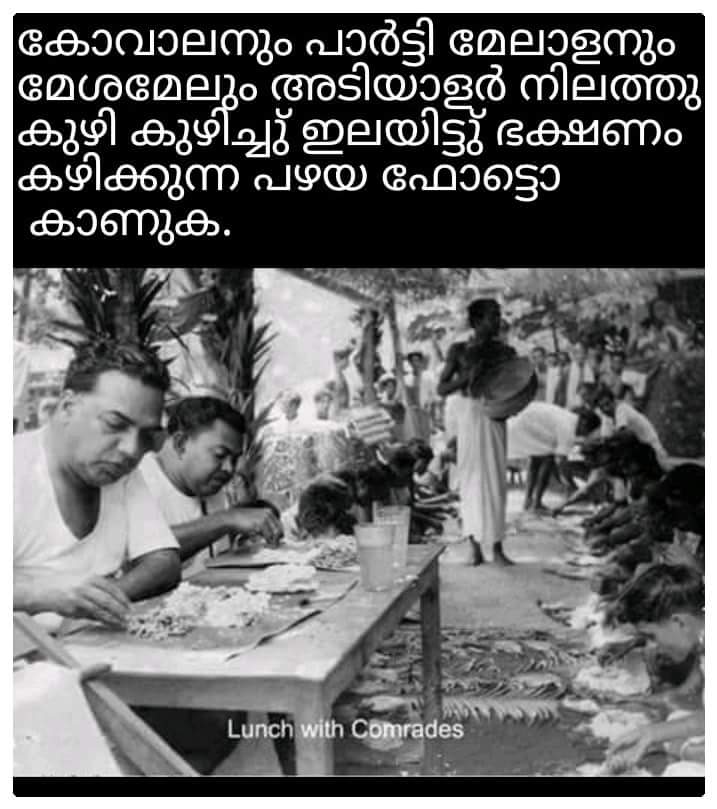 കോവാലനും പാർട്ടി മേലാളനും
മേശമേലും അടിയാളർ നിലത്തു
കുഴി കുഴിച്ചു് ഇലയിട്ടു് ഭക്ഷണം
കഴിക്കുന്ന പഴയ ഫോട്ടൊ
കാണുക.
Lunch with Comrades